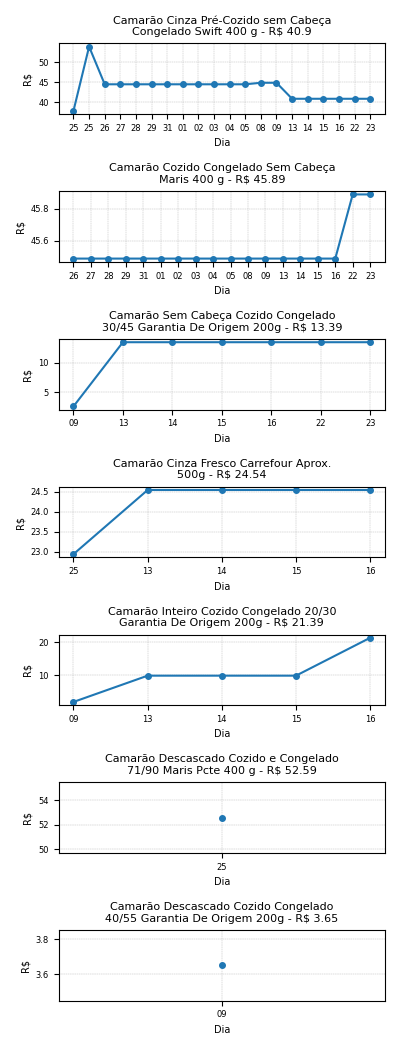 Camarão Cinza Pré-Cozido sem Cabeça
Congelado Swift 400 g - R$ 40.9
50
45
40
R$
25 25 26 27 28 29 31 01 02 03 04 05 08 09 13 14 15 16 22 23
Dia
Camarão Cozido Congelado Sem Cabeça
Maris 400 g - R$ 45.89
45.8
45.6
R$
26 27 28 29 31 01 02 03 04 05 08 09 13 14 15 16 22 23
Dia
Camarão Sem Cabeça Cozido Congelado
30/45 Garantia De Origem 200g - R$ 13.39
10
5
R$
09 13 14 15 16 22 23
Dia
Camarão Cinza Fresco Carrefour Aprox.
500g - R$ 24.54
24.5
24.0
23.5
23.0
R$
25 13 14 15 16
Dia
Camarão Inteiro Cozido Congelado 20/30
Garantia De Origem 200g - R$ 21.39
20
10
R$
09 13 14 15 16
Dia
Camarão Descascado Cozido e Congelado
71/90 Maris Pcte 400 g - R$ 52.59
54
52
50
R$
25
Dia
Camarão Descascado Cozido Congelado
40/55 Garantia De Origem 200g - R$ 3.65
3.8
3.6
R$
09
Dia